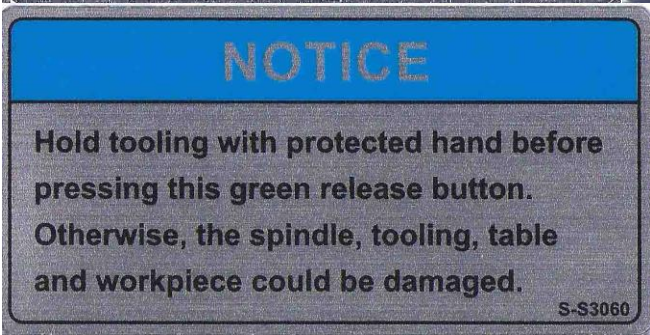 NOTICE
Hold tooling with protected hand before
pressing this green release button.
Otherwise, the spindle, tooling, table
and workpiece could be damaged.
S-S3060